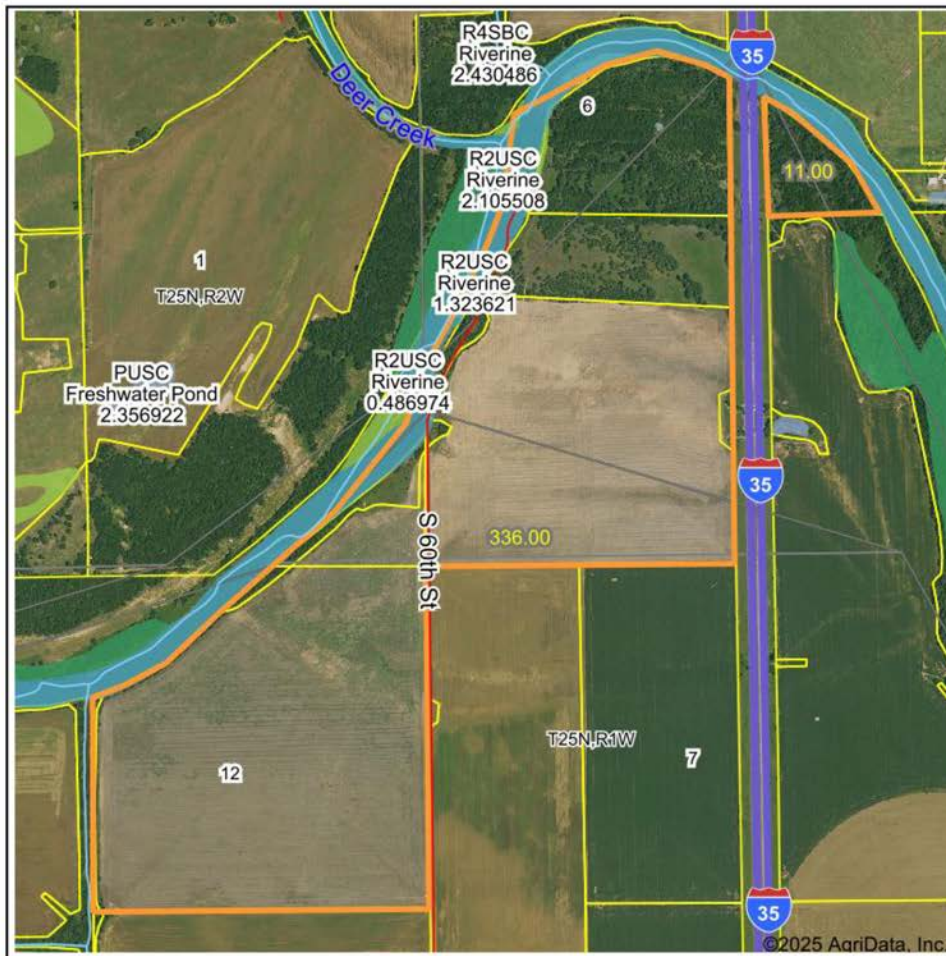 R4SBC
Riverine
2.430486
35
Deer Creek
6
R2USC
Riverine
2.105508
11.00
1
R2USC
Riverine
1.323621
T25N,R2W
PUSC
Freshwater Pond
2.356922
R2USC
Riverine
0.486974
35
S 60th St
336.00
T25N,R1W
7
12
35
©2025 AgriData, Inc.